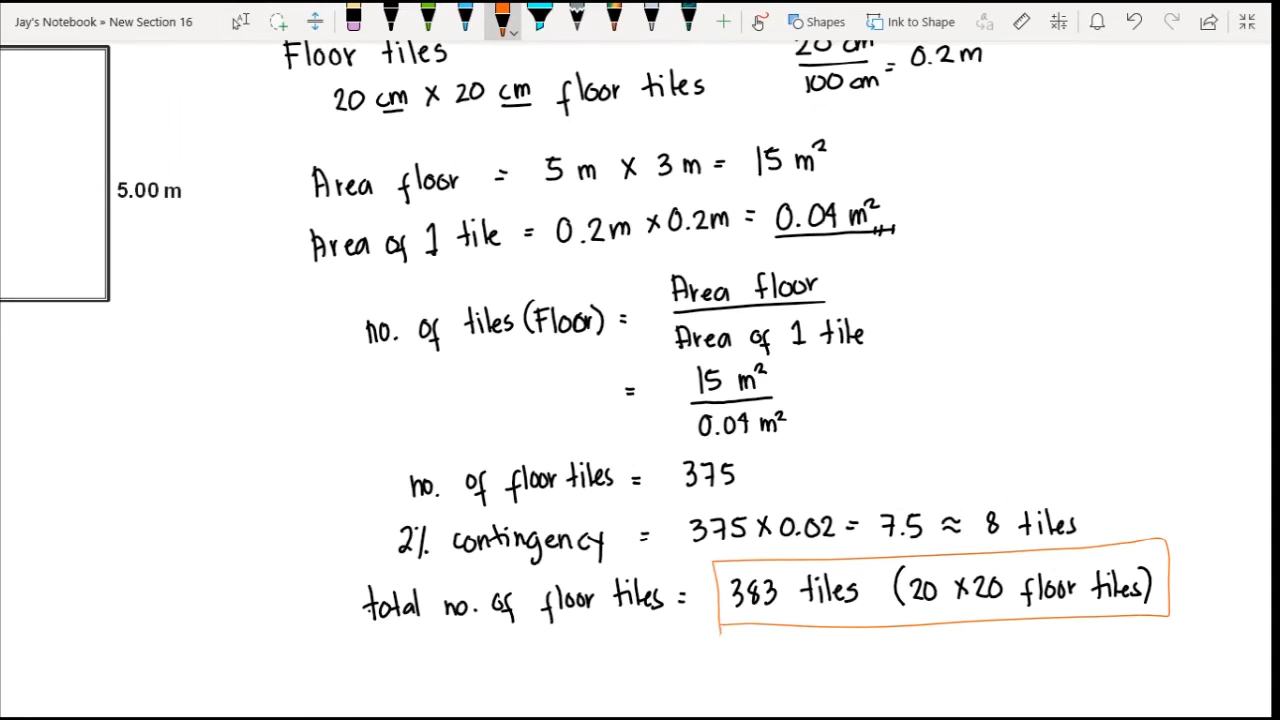 Jay's Notebook » New Section 16
Shapes
Ink to Shape
Floor tiles
20 cm x 20 cm floor tiles
20 cm
100 cm
= 0.2 m
5.00 m
Area floor = 5 m x 3 m = 15 m²
Area of 1 tile = 0.2m x 0.2m = 0.04 m²
no. of tiles (Floor) = Area floor
Area of 1 tile
= 15 m²
0.04 m²
no. of floor tiles = 375
2% contingency = 375 x 0.02 = 7.5 ≈ 8 tiles
total no. of floor tiles = 383 tiles (20 x 20 floor tiles)